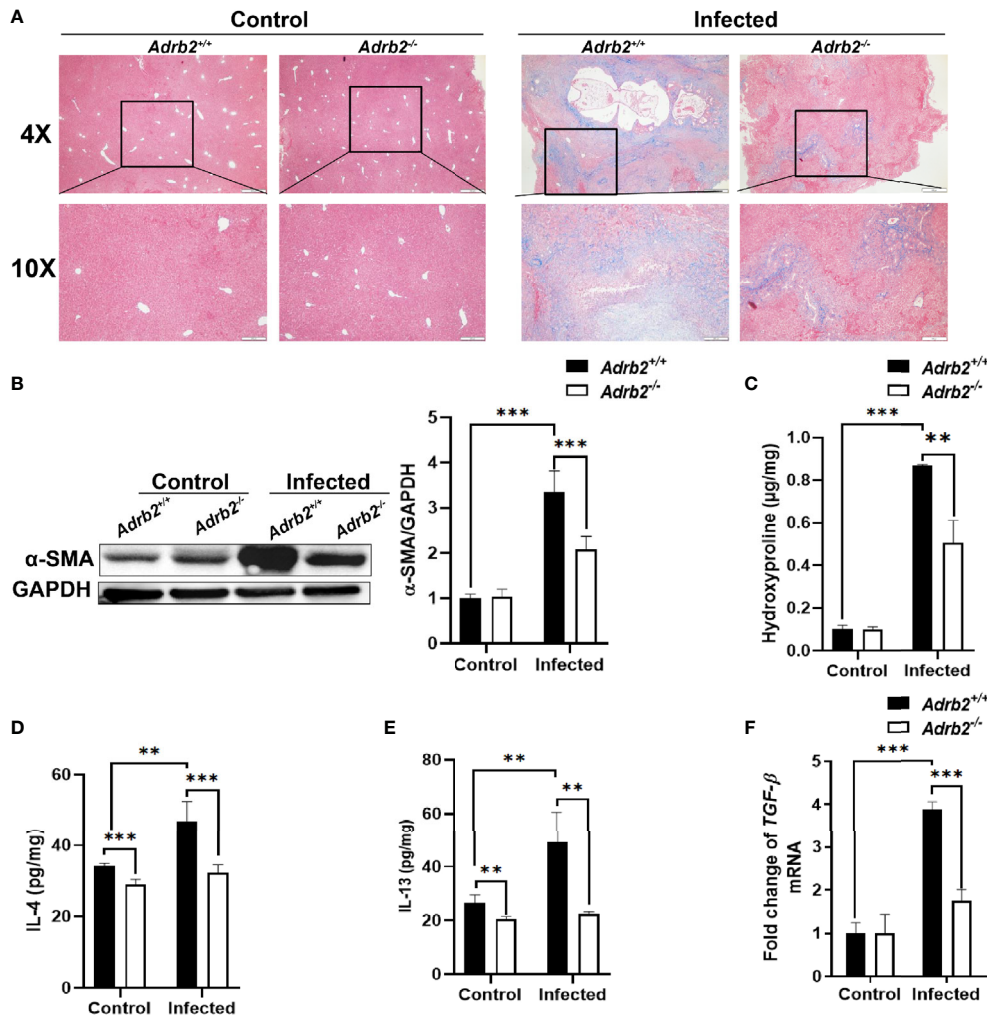 A
Control
Infected
Adrb2+/+
Adrb2-/-
Adrb2+/+
Adrb2-/-
4X
10X
B
Control
Infected
Adrb2+/+
Adrb2-/-
Adrb2+/+
Adrb2-/-
α-SMA
GAPDH
Adrb2+/+
Adrb2-/-
α-SMA/GAPDH
5
4
3
2
1
0
***
***
Control
Infected
C
Adrb2+/+
Adrb2-/-
Hydroxyproline (µg/mg)
1.0
0.8
0.6
0.4
0.2
0.0
***
**
Control
Infected
D
IL-4 (pg/mg)
60
40
20
0
**
***
***
Control
Infected
E
IL-13 (pg/mg)
80
60
40
20
0
**
**
**
Control
Infected
F
Adrb2+/+
Adrb2-/-
Fold change of TGF-β
mRNA
5
4
3
2
1
0
***
***
Control
Infected